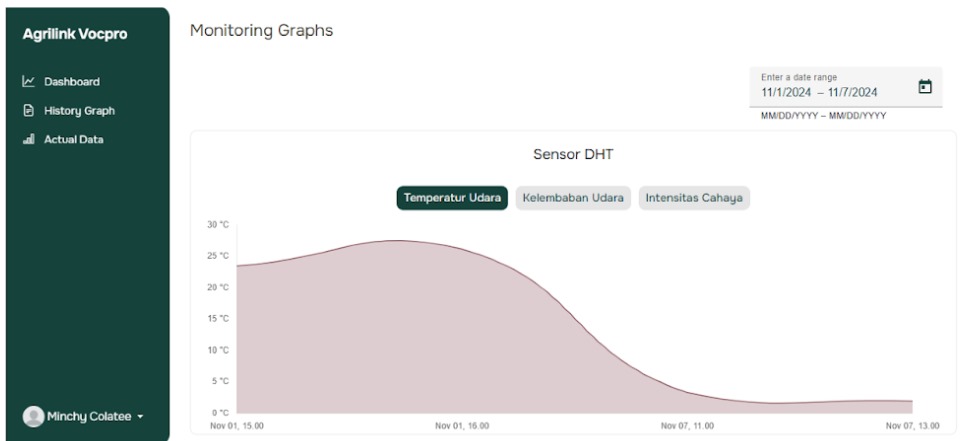 Agrilink Vocpro
Dashboard
History Graph
Actual Data
Minchy Colatee
Monitoring Graphs
Enter a date range
11/1/2024 – 11/7/2024
MM/DD/YYYY – MM/DD/YYYY
Sensor DHT
Temperatur Udara
Kelembaban Udara
Intensitas Cahaya
30 °C
25 °C
20 °C
15 °C
10 °C
5 °C
0 °C
Nov 01, 15.00
Nov 01, 16.00
Nov 07, 11.00
Nov 07, 13.00